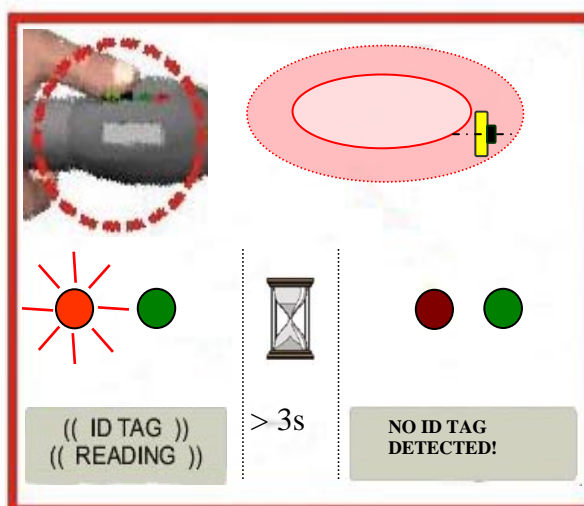 (( ID TAG ))
(( READING ))
> 3s
NO ID TAG
DETECTED!